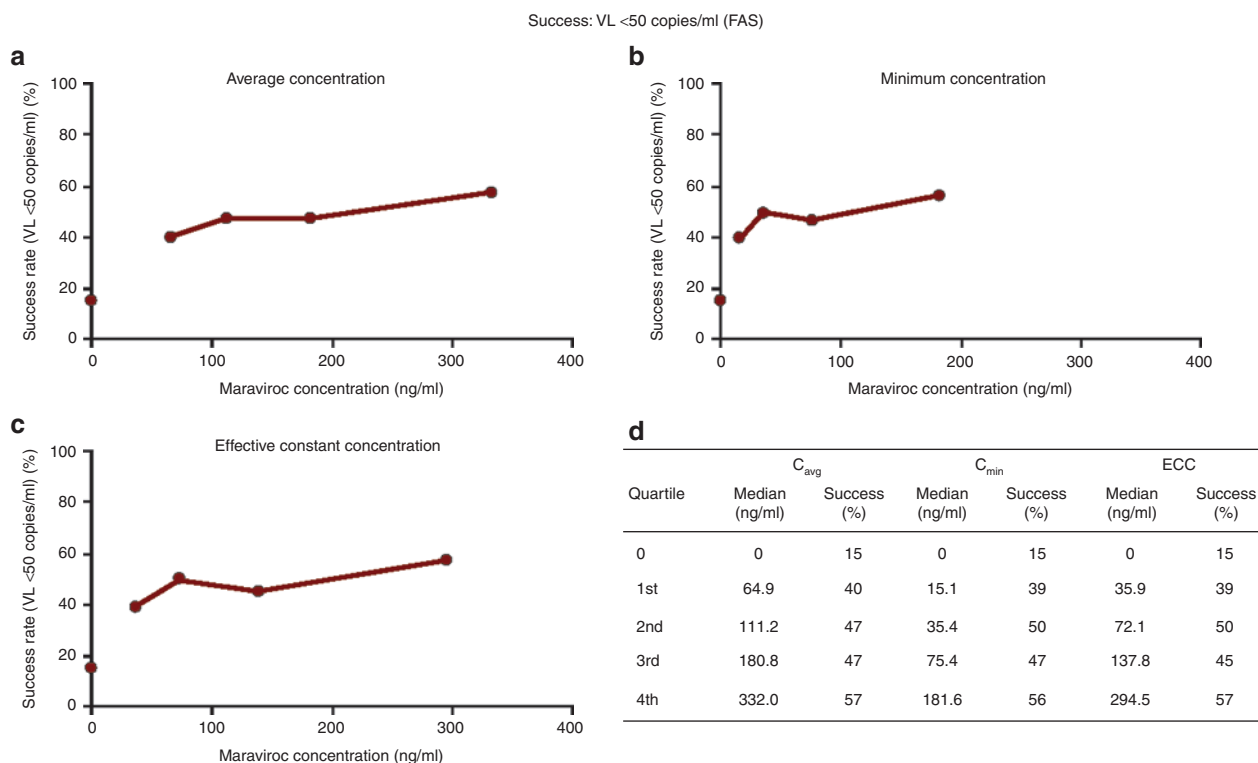 Success: VL <50 copies/ml (FAS)
a
Average concentration
Success rate (VL <50 copies/ml) (%)
100
80
60
40
20
0
0 100 200 300 400
Maraviroc concentration (ng/ml)
b
Minimum concentration
Success rate (VL <50 copies/ml) (%)
100
80
60
40
20
0
0 100 200 300 400
Maraviroc concentration (ng/ml)
c
Effective constant concentration
Success rate (VL <50 copies/ml) (%)
100
80
60
40
20
0
0 100 200 300 400
Maraviroc concentration (ng/ml)
d
Cavg Cmin ECC
Quartile Median (ng/ml) Success (%) Median (ng/ml) Success (%) Median (ng/ml) Success (%)
0 0 15 0 15 0 15
1st 64.9 40 15.1 39 35.9 39
2nd 111.2 47 35.4 50 72.1 50
3rd 180.8 47 75.4 47 137.8 45
4th 332.0 57 181.6 56 294.5 57